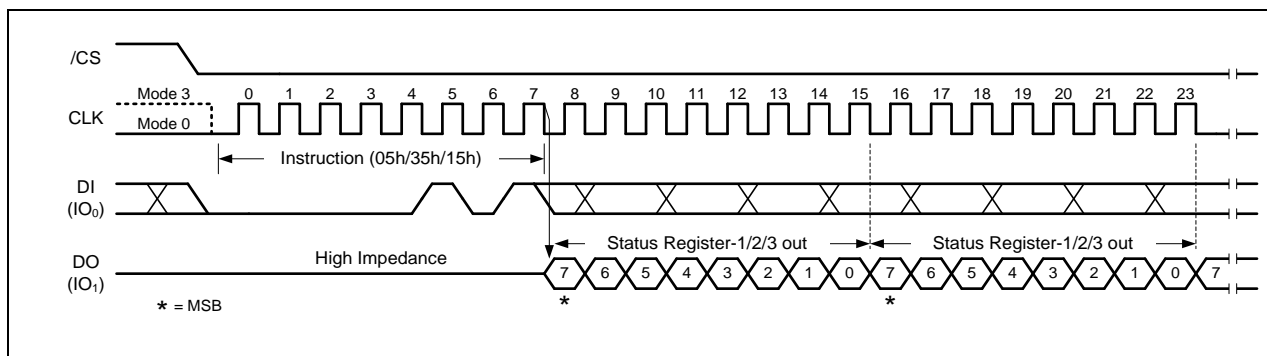 /CS
Mode 3 0 1 2 3 4 5 6 7 8 9 10 11 12 13 14 15 16 17 18 19 20 21 22 23
CLK
Mode 0
Instruction (05h/35h/15h)
DI
(IO₀)
Status Register-1/2/3 out Status Register-1/2/3 out
High Impedance
DO
(IO₁)
7 6 5 4 3 2 1 0 7 6 5 4 3 2 1 0 7
* *
* = MSB